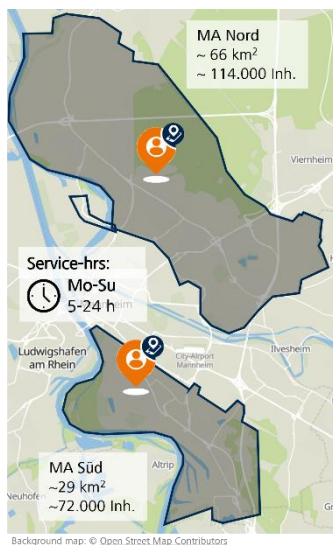 MA Nord
~ 66 km²
~ 114.000 Inh.
Viernheim
Service-hrs:
Mo-Su
5-24 h
Ludwigshafen
am Rhein
City-Airport
Mannheim
Ilvesheim
MA Süd
~29 km²
~72.000 Inh.
Altrip
Neuhofen
Background map: © Open Street Map Contributors